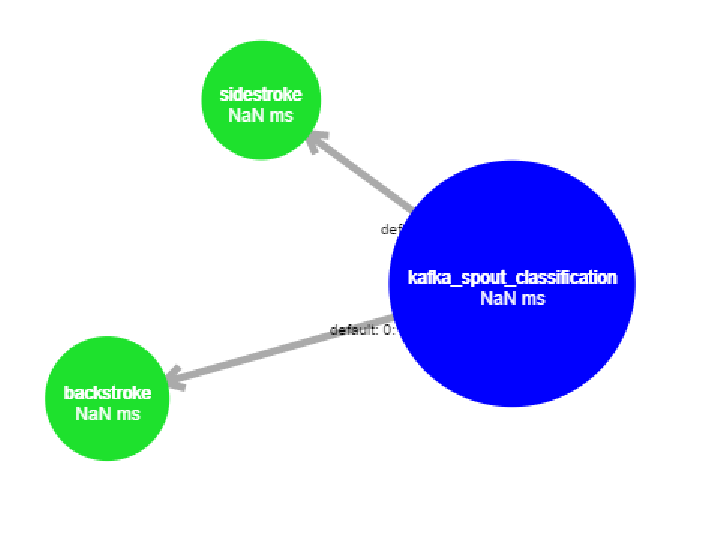 sidestroke
NaN ms
kafka_spout_classification
NaN ms
default: 0
backstroke
NaN ms